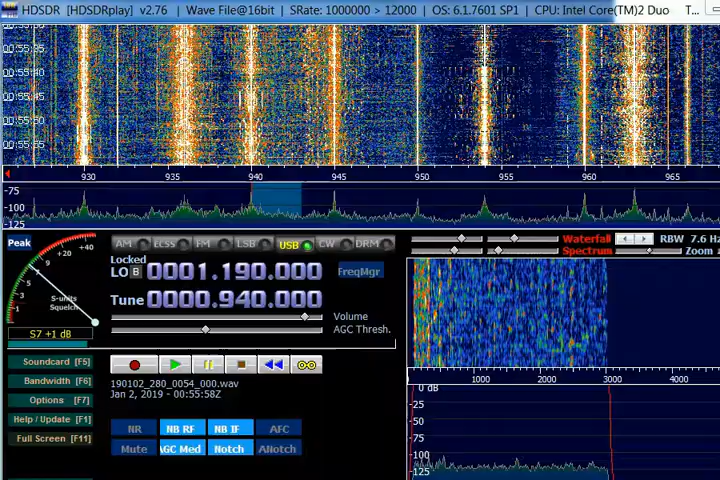 HDSDR [HDSDRplay] v2.76 | Wave File@16bit | SRate: 1000000 > 12000 | OS: 6.1.7601 SP1 | CPU: Intel Core(TM)2 Duo T...
00:55:40
00:55:45
00:55:50
00:55:55
930 935 940 945 950 954 960 963 965
-75
-100
-125
Peak
AM ECSS FM LSB USB CW DRM
Waterfall RBW 7.6 Hz
Spectrum Zoom
Locked
LO B 0001.190.000 FreqMgr
Tune 0000.940.000
1 3 5 7 9 +20 +40
S-units
Squelch
S7 +1 dB
Volume
AGC Thresh.
Soundcard [F5]
Bandwidth [F6]
Options [F7]
Help / Update [F1]
Full Screen [F11]
190102_280_0054_000.wav
Jan 2, 2019 - 00:55:58Z
NR NB RF NB IF AFC
Mute AGC Med Notch ANotch
1000 2000 3000 4000
0 dB
-25
-50
-75
-100
-125